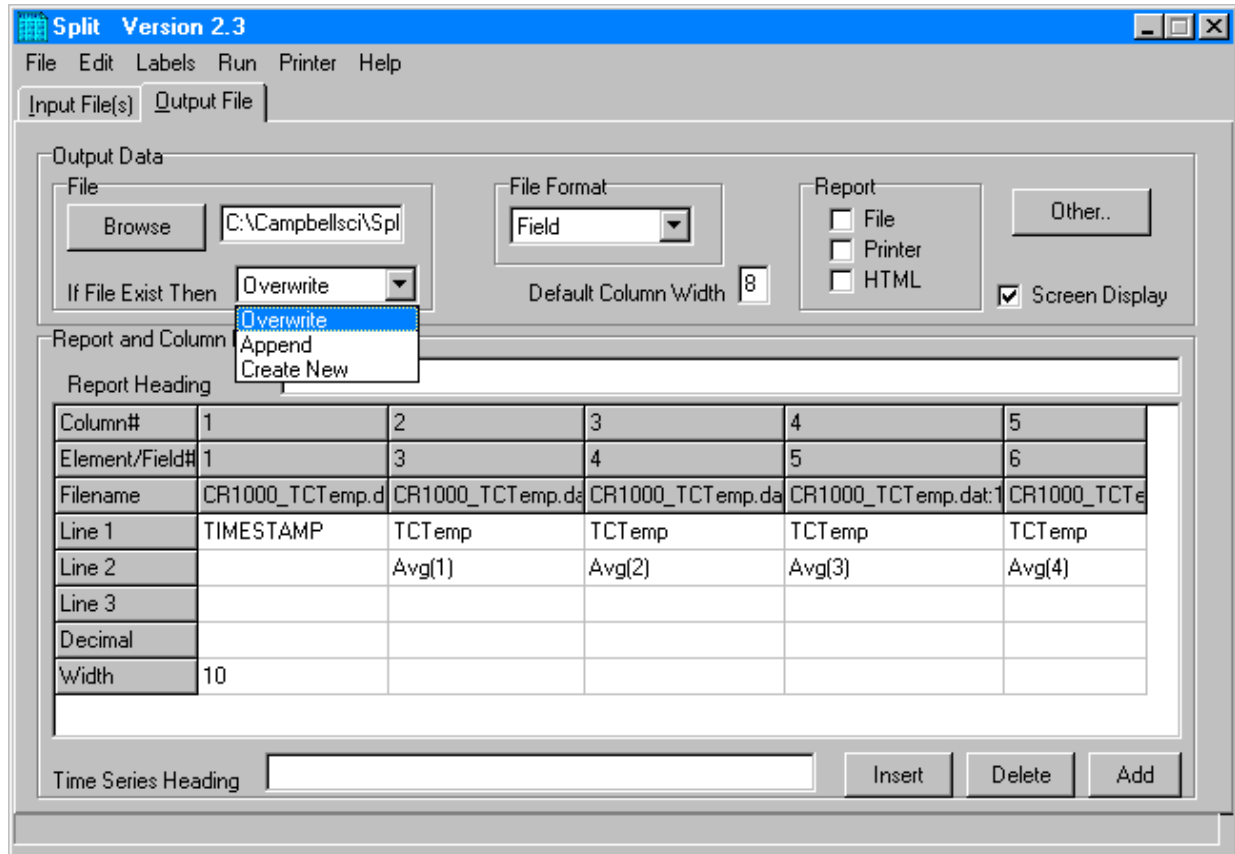 Split Version 2.3
File Edit Labels Run Printer Help
Input File(s) Output File
Output Data
File
Browse C:\Campbellsci\Spl
If File Exist Then Overwrite
Overwrite
Append
Create New
File Format
Field
Default Column Width 8
Report
File
Printer
HTML
Other..
Screen Display
Report and Column
Report Heading
Column# 1 2 3 4 5
Element/Field# 1 3 4 5 6
Filename CR1000_TCTemp.d CR1000_TCTemp.da CR1000_TCTemp.da CR1000_TCTemp.dat:1 CR1000_TCTe
Line 1 TIMESTAMP TCTemp TCTemp TCTemp TCTemp
Line 2 Avg(1) Avg(2) Avg(3) Avg(4)
Line 3
Decimal
Width 10
Time Series Heading
Insert Delete Add